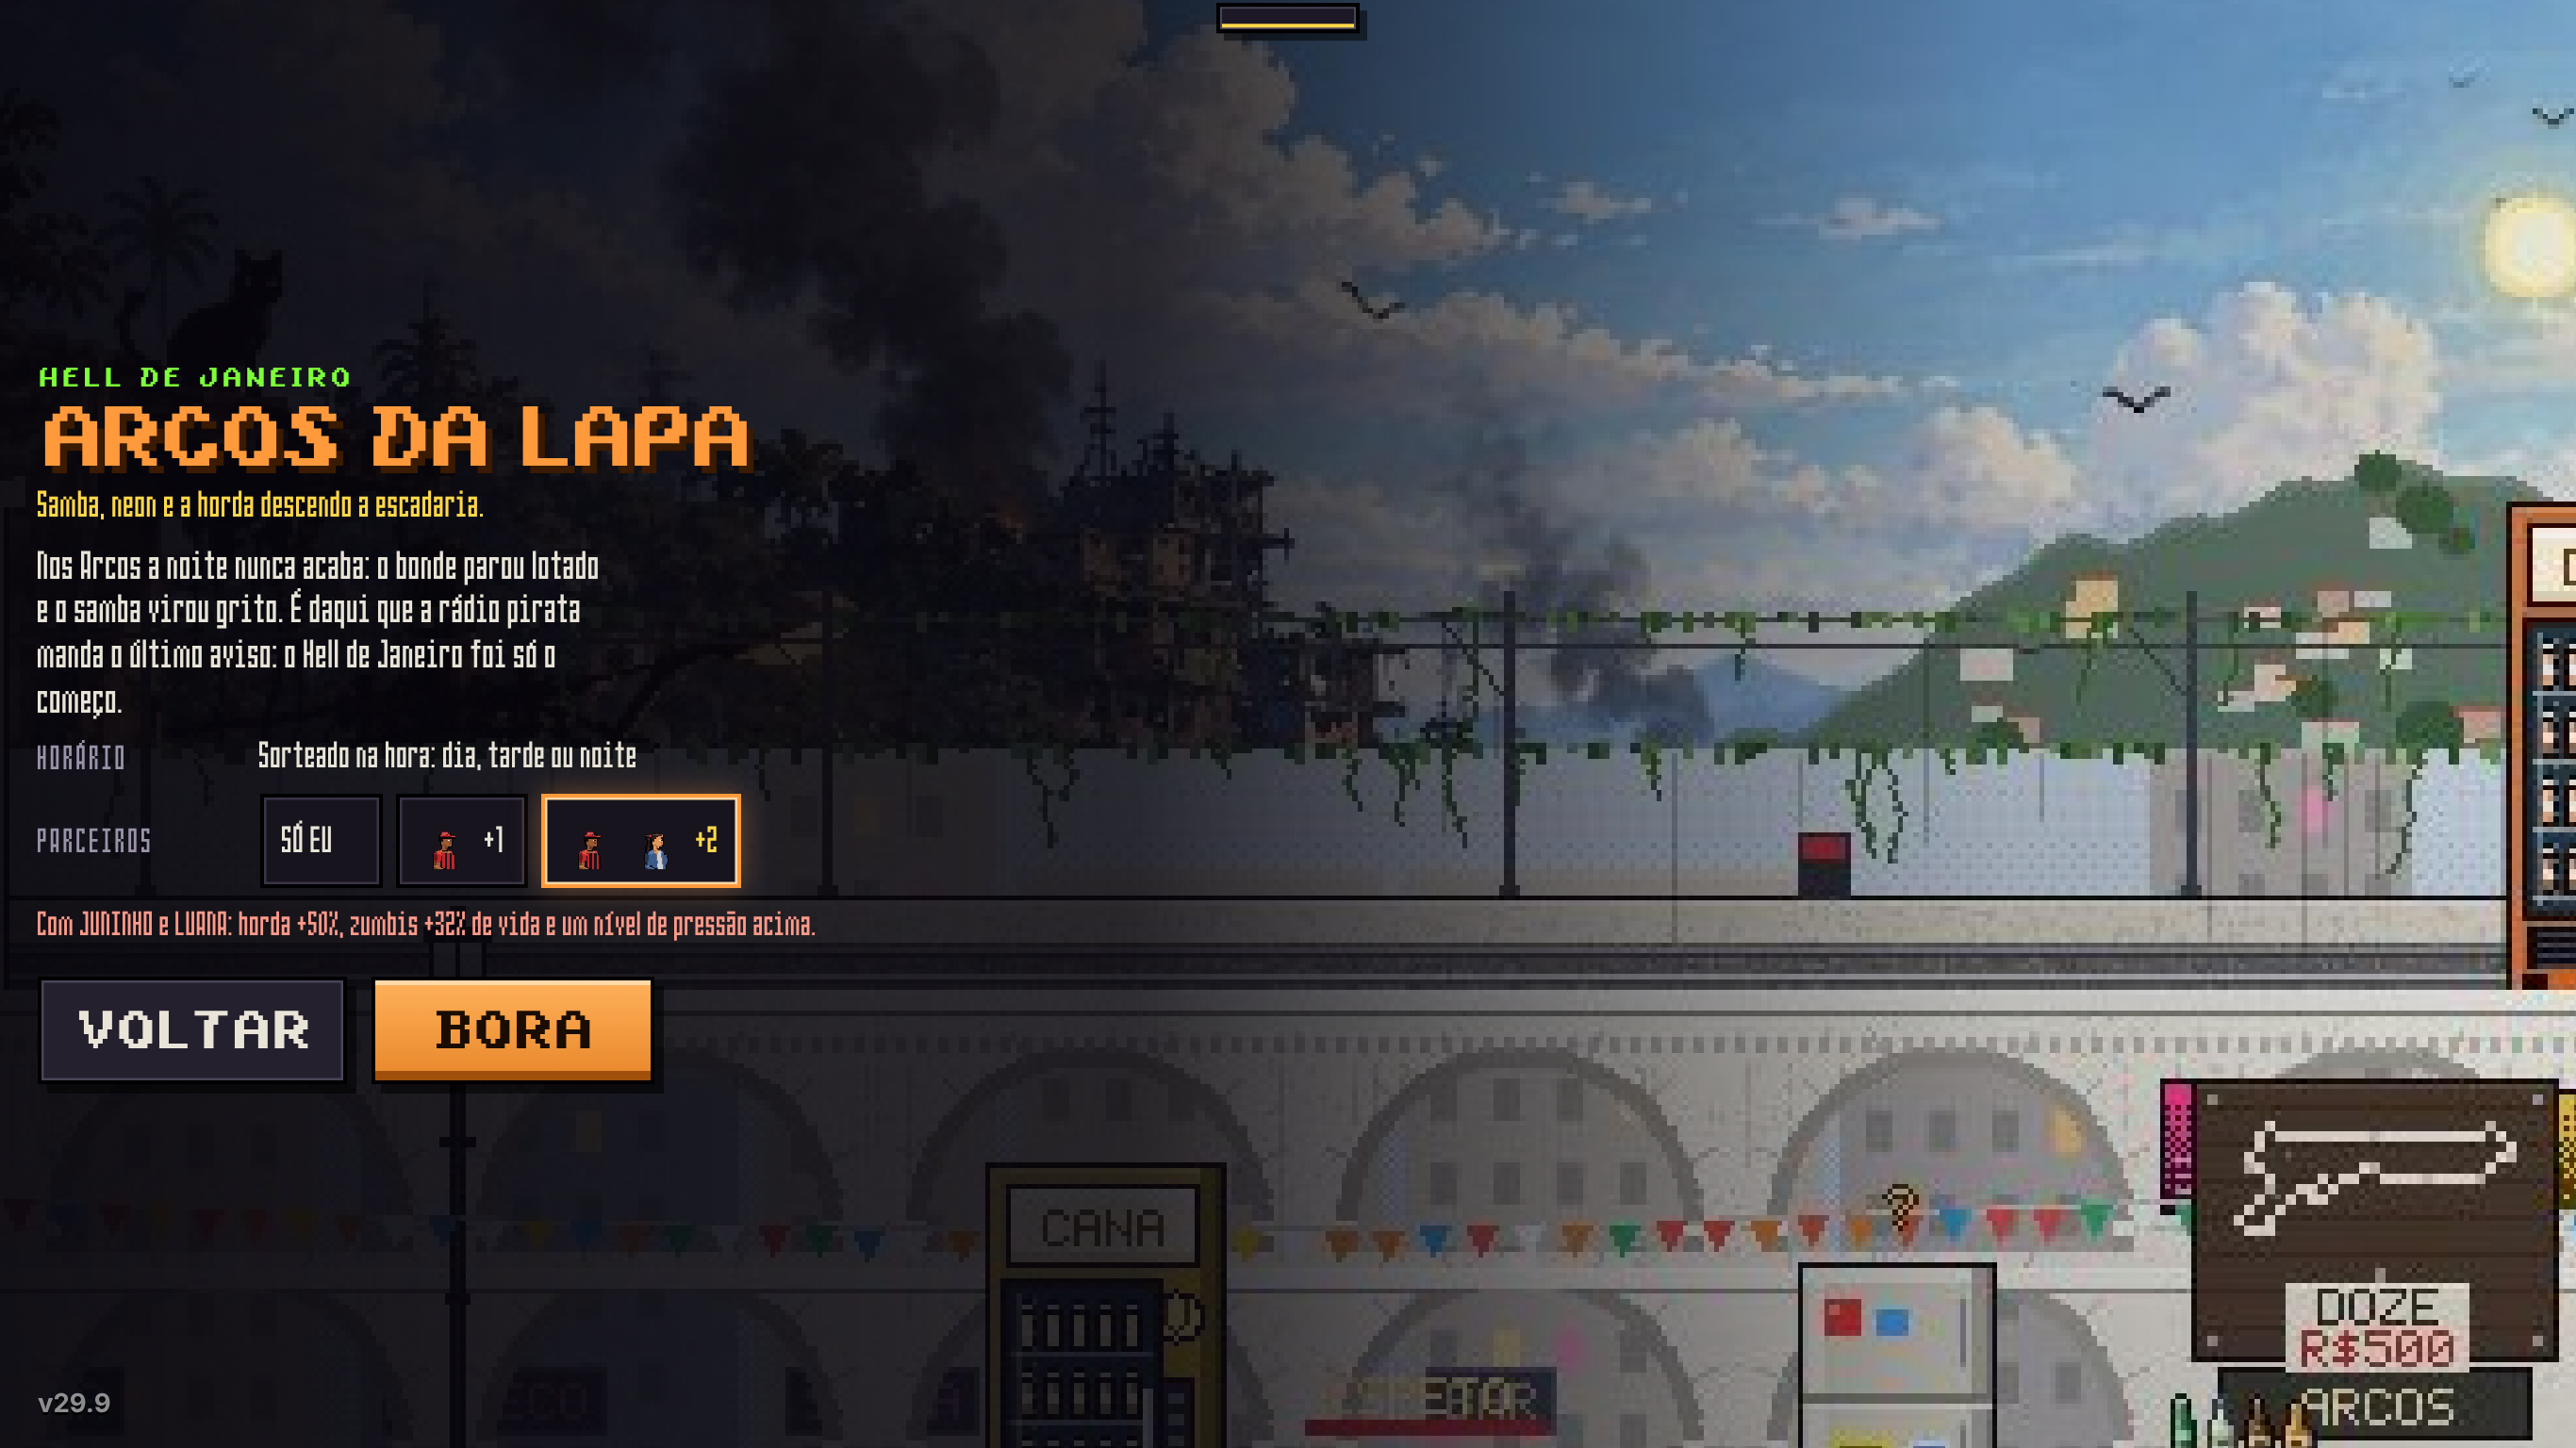 HELL DE JANEIRO
ARCOS DA LAPA
Samba, neon e a horda descendo a escadaria.
Nos Arcos a noite nunca acaba: o bonde parou lotado
e o samba virou grito. É daqui que a rádio pirata
manda o último aviso: o Hell de Janeiro foi só o
começo.
HORÁRIO Sorteado na hora: dia, tarde ou noite
PARCEIROS SÓ EU +1 +2
Com JUNINHO e LUANA: horda +50%, zumbis +32% de vida e um nível de pressão acima.
VOLTAR BORA
CANA
DOZE
R$500
ARCOS
v29.9